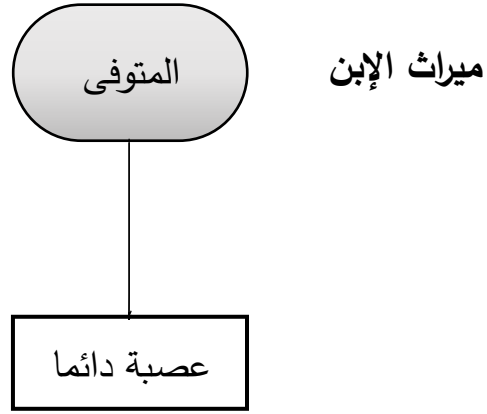 ميراث الإبن
المتوفى
عصبة دائما